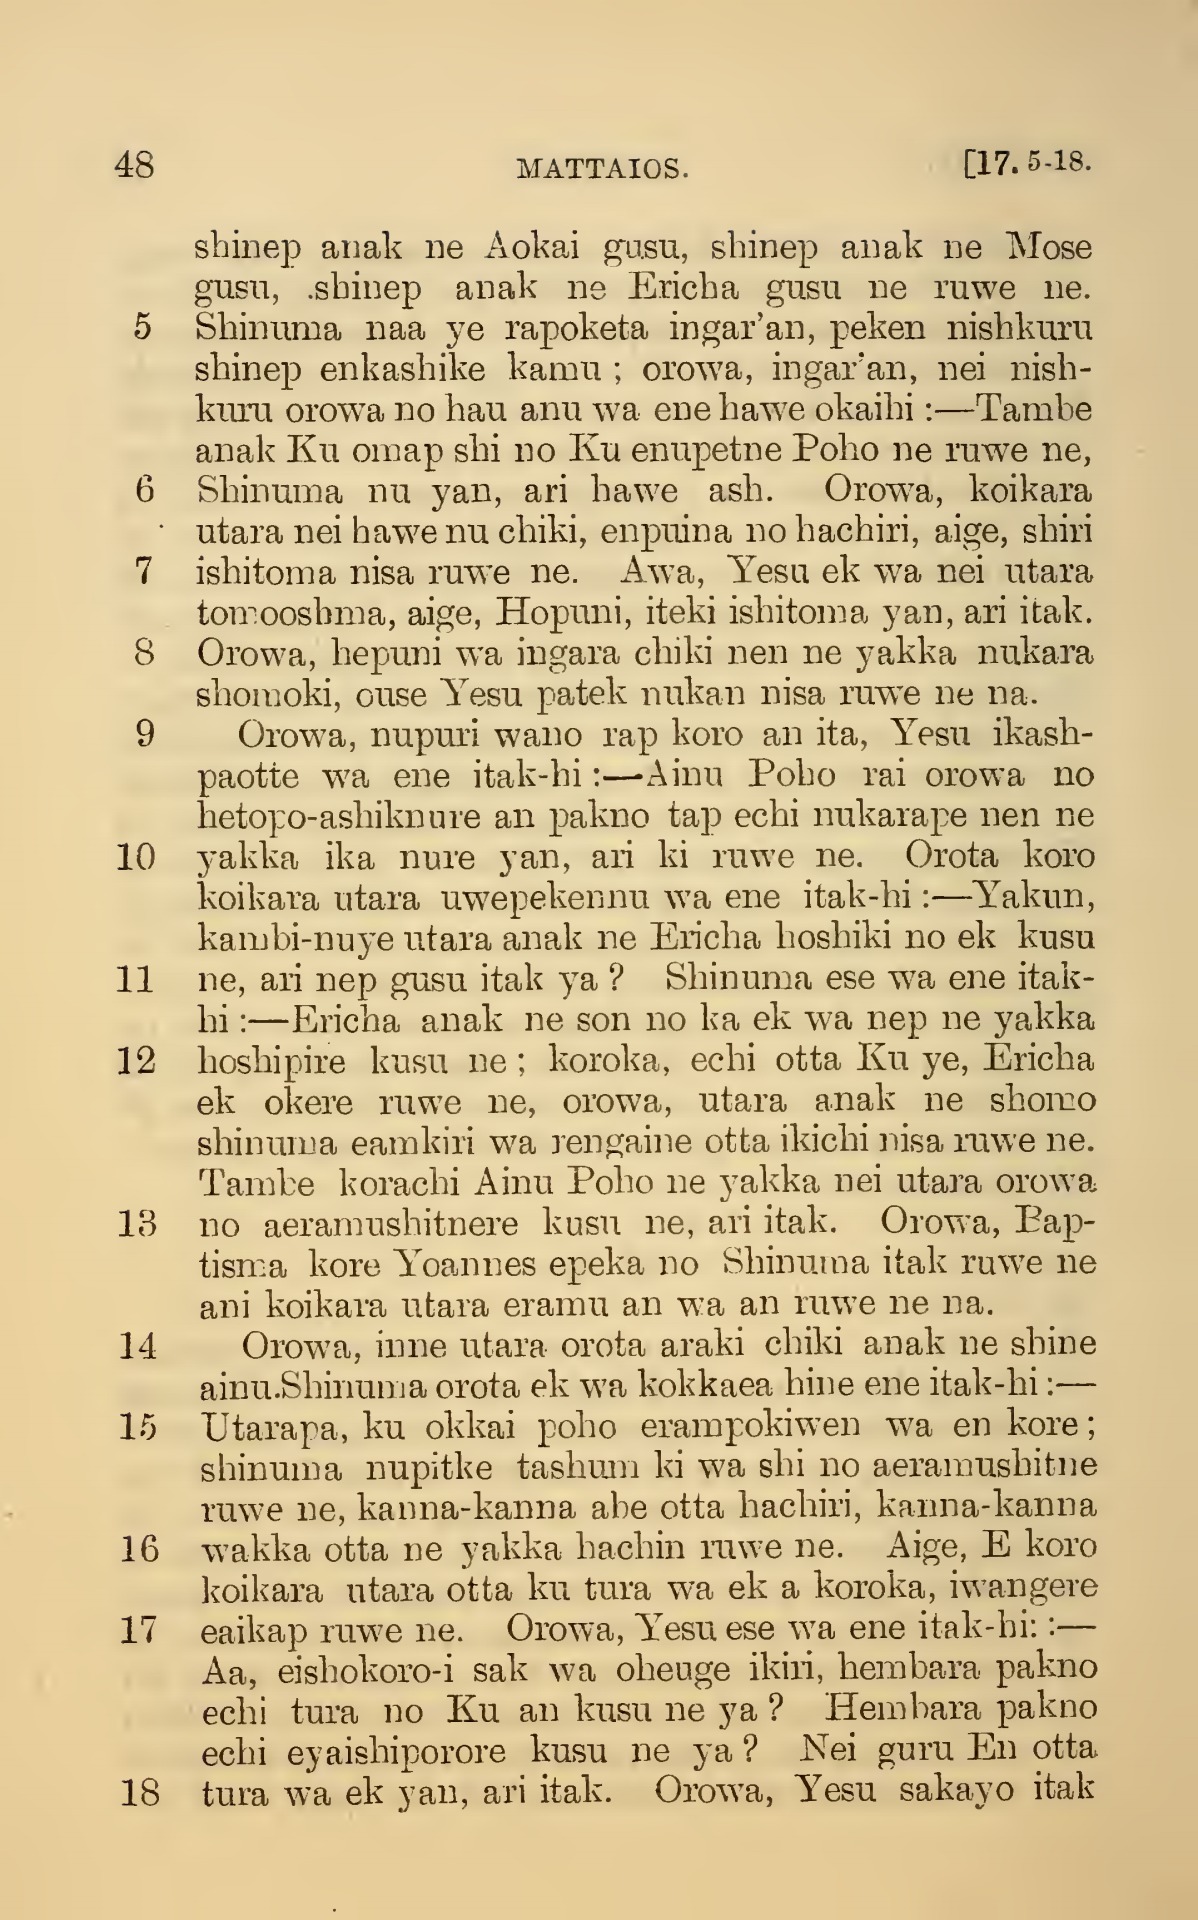 48 MATTAIOS. [17. 5-18.
shinep anak ne Aokai gusu, shinep anak ne Mose
gusu, .shinep anak ne Ericha gusu ne ruwe ne.
5 Shinuma naa ye rapoketa ingar'an, peken nishkuru
shinep enkashike kamu ; orowa, ingar'an, nei nish-
kuru orowa no hau anu wa ene hawe okaihi :—Tambe
anak Ku omap shi no Ku enupetne Poho ne ruwe ne,
6 Shinuma nu yan, ari hawe ash. Orowa, koikara
utara nei hawe nu chiki, enpuina no hachiri, aige, shiri
7 ishitoma nisa ruwe ne. Awa, Yesu ek wa nei utara
tomooshma, aige, Hopuni, iteki ishitoma yan, ari itak.
8 Orowa, hepuni wa ingara chiki nen ne yakka nukara
shomoki, ouse Yesu patek nukan nisa ruwe ne na.
9 Orowa, nupuri wano rap koro an ita, Yesu ikash-
paotte wa ene itak-hi :—Ainu Poho rai orowa no
hetopo-ashiknure an pakno tap echi nukarape nen ne
10 yakka ika nure yan, ari ki ruwe ne. Orota koro
koikara utara uwepekennu wa ene itak-hi :—Yakun,
kambi-nuye utara anak ne Ericha hoshiki no ek kusu
11 ne, ari nep gusu itak ya ? Shinuma ese wa ene itak-
hi :—Ericha anak ne son no ka ek wa nep ne yakka
12 hoshipire kusu ne ; koroka, echi otta Ku ye, Ericha
ek okere ruwe ne, orowa, utara anak ne shomo
shinuma eamkiri wa rengaine otta ikichi nisa ruwe ne.
Tambe korachi Ainu Poho ne yakka nei utara orowa
13 no aeramushitnere kusu ne, ari itak. Orowa, Bap-
tisma kore Yoannes epeka no Shinuma itak ruwe ne
ani koikara utara eramu an wa an ruwe ne na.
14 Orowa, inne utara orota araki chiki anak ne shine
ainu.Shinuma orota ek wa kokkaea hine ene itak-hi :—
15 Utarapa, ku okkai poho erampokiwen wa en kore ;
shinuma nupitke tashum ki wa shi no aeramushitne
ruwe ne, kanna-kanna abe otta hachiri, kanna-kanna
16 wakka otta ne yakka hachin ruwe ne. Aige, E koro
koikara utara otta ku tura wa ek a koroka, iwangere
17 eaikap ruwe ne. Orowa, Yesu ese wa ene itak-hi: :—
Aa, eishokoro-i sak wa oheuge ikiri, hembara pakno
echi tura no Ku an kusu ne ya ? Hembara pakno
echi eyaishiporore kusu ne ya ? Nei guru En otta
18 tura wa ek yan, ari itak. Orowa, Yesu sakayo itak